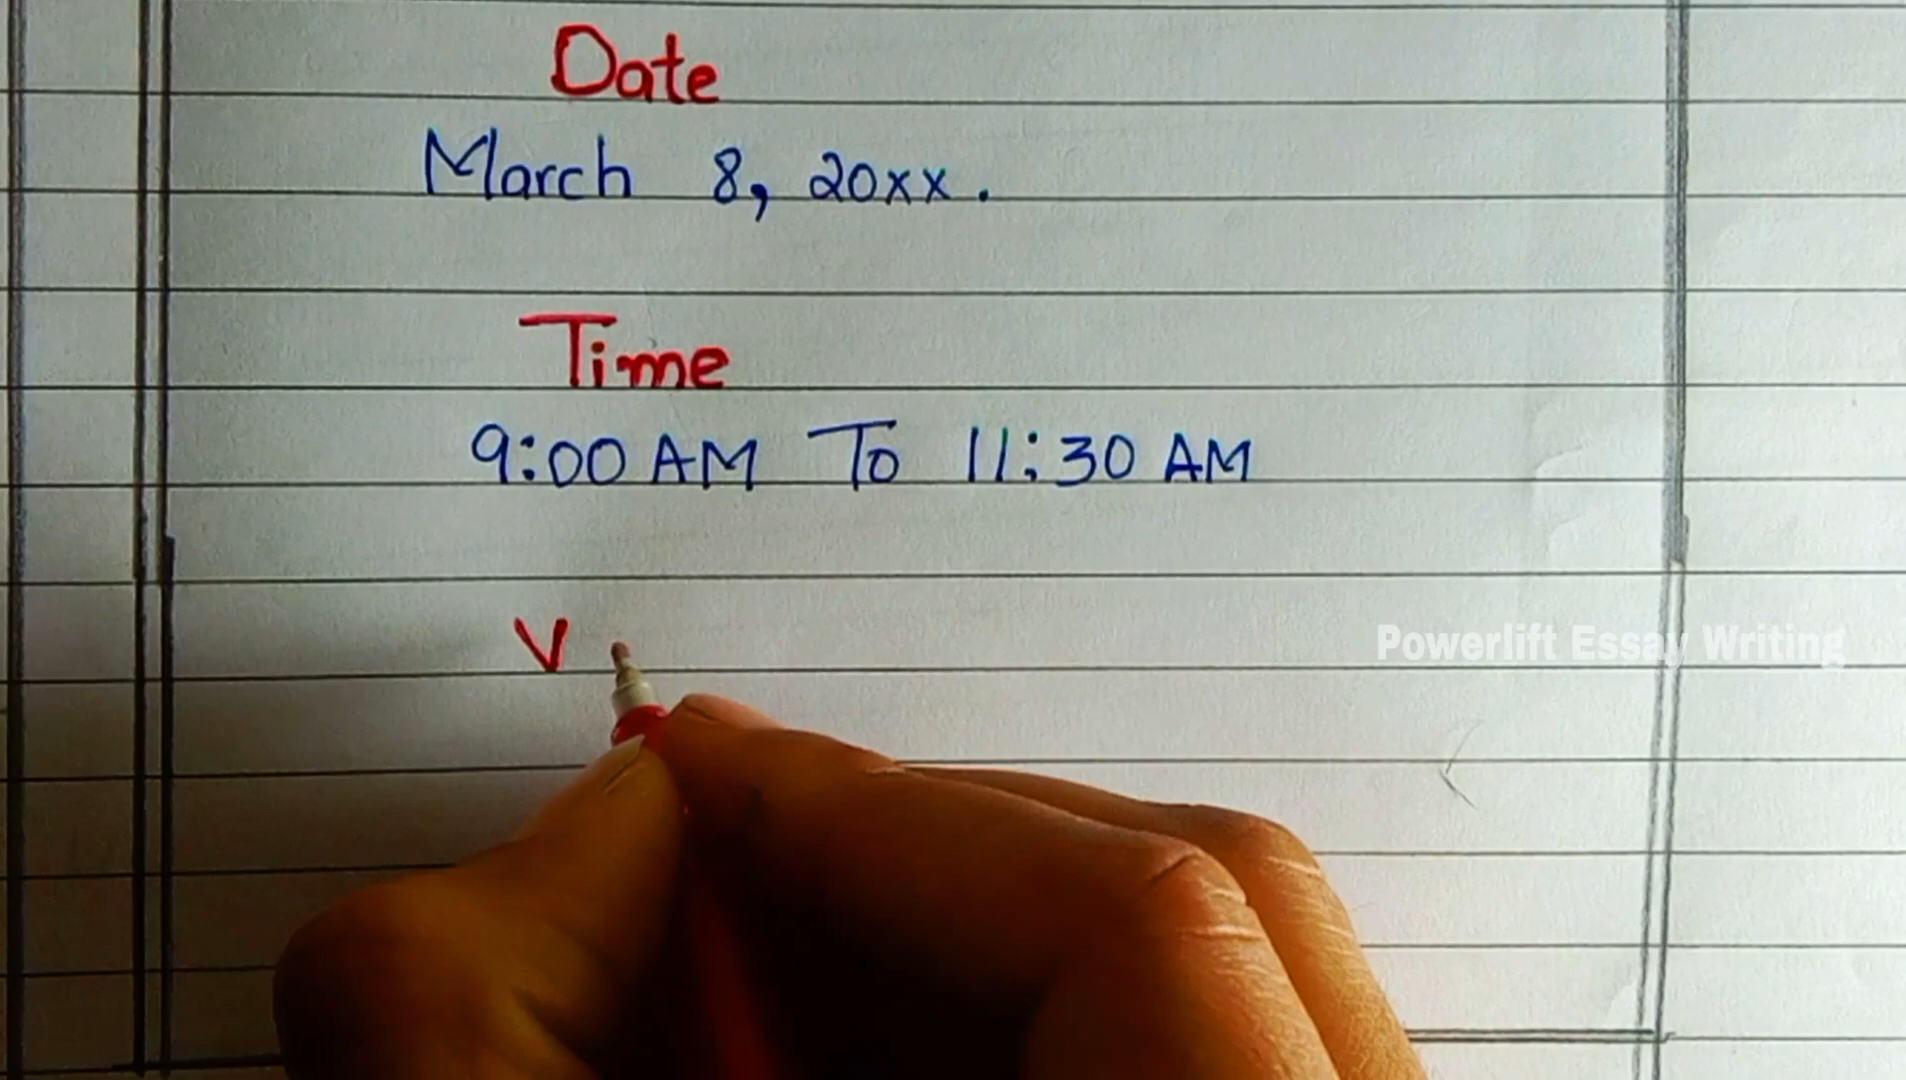 Date
March 8, 20xx.
Time
9:00 AM To 11:30 AM
V
Powerlift Essay Writing